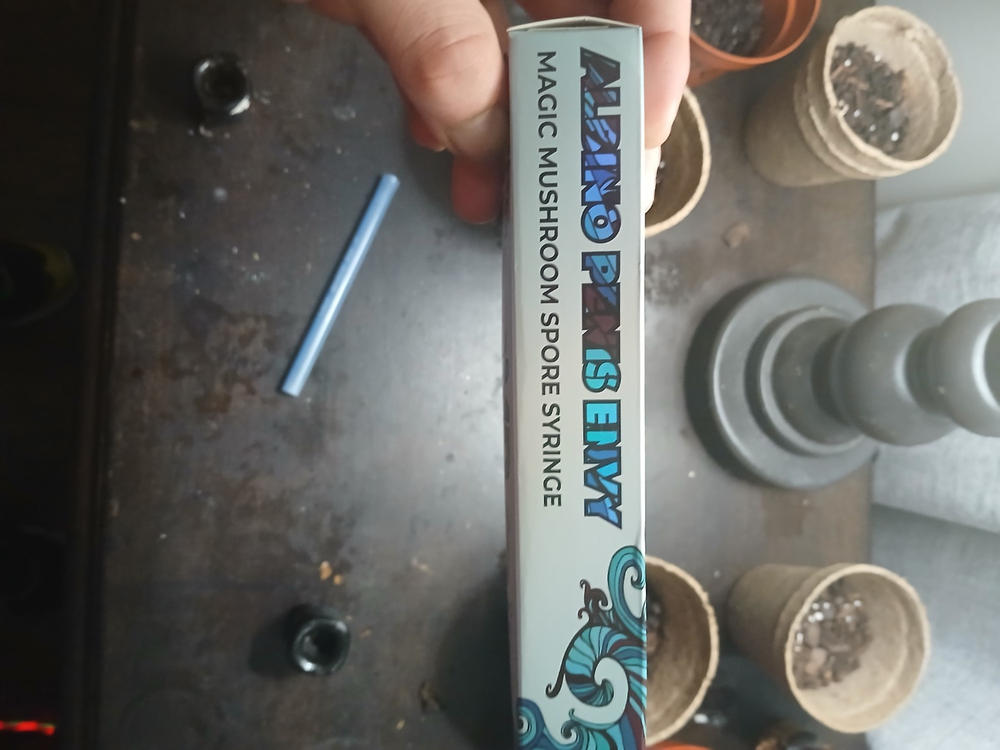 ALBINO PENIS ENVY
MAGIC MUSHROOM SPORE SYRINGE